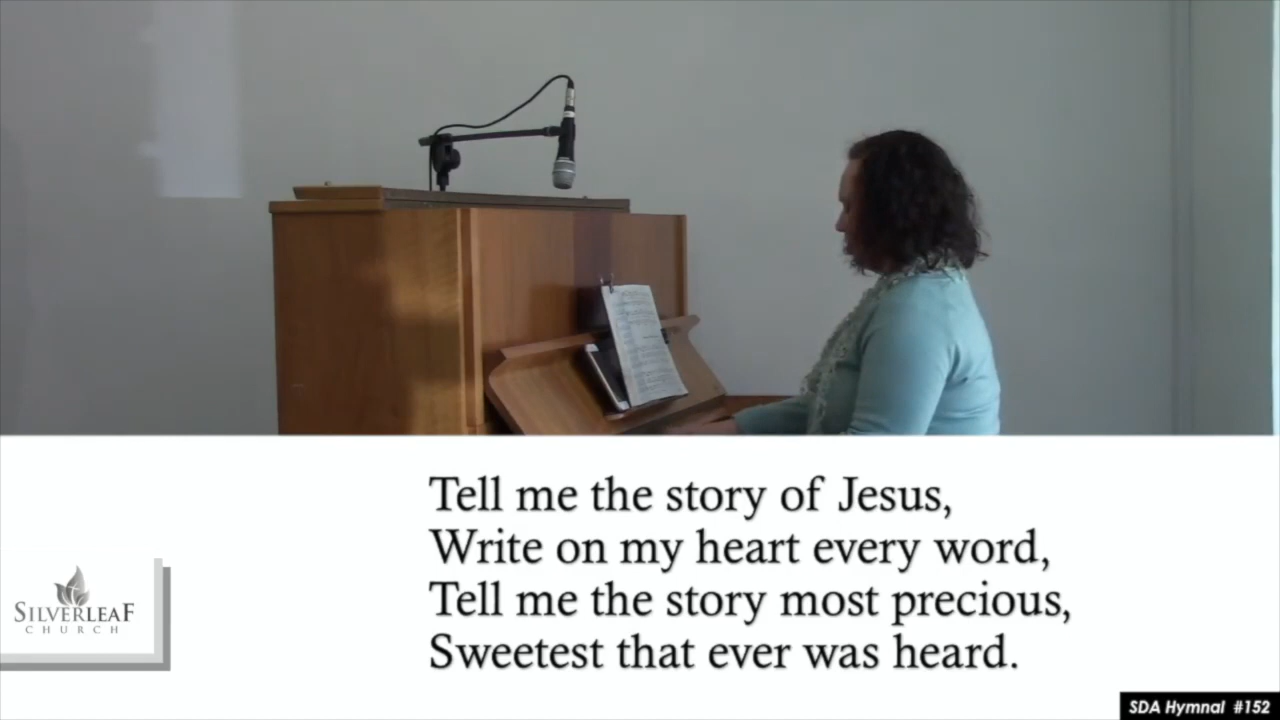 Tell me the story of Jesus,
Write on my heart every word,
Tell me the story most precious,
Sweetest that ever was heard.
SILVERLEAF
CHURCH
SDA Hymnal #152